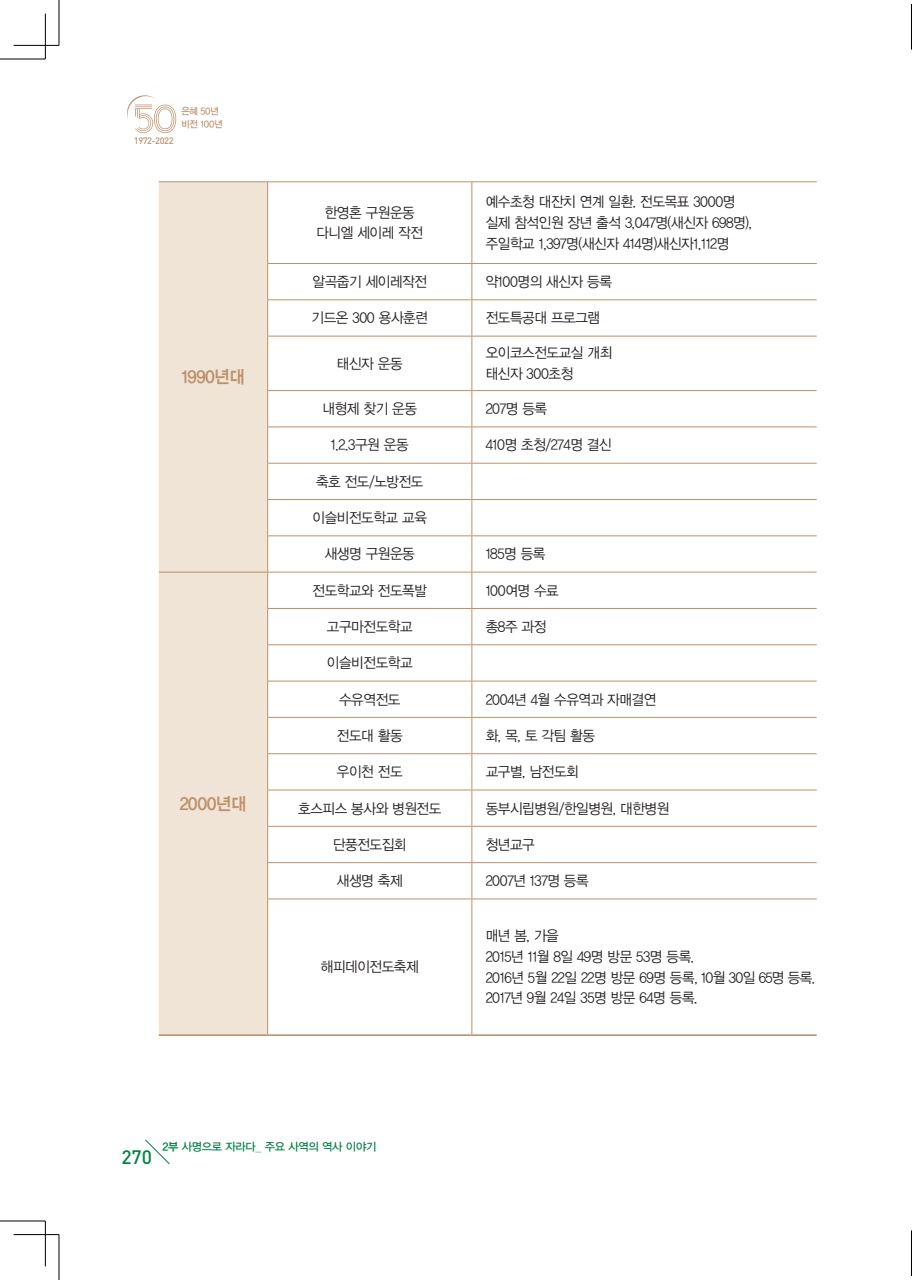 50
은혜 50년
비전 100년
1972-2022
한영혼 구원운동
다니엘 세이레 작전
예수초청 대잔치 연계 일환. 전도목표 3000명
실제 참석인원 장년 출석 3,047명(새신자 698명),
주일학교 1,397명(새신자 414명)새신자1,112명
알곡줍기 세이레작전
약100명의 새신자 등록
기드온 300 용사훈련
전도특공대 프로그램
1990년대
태신자 운동
오이코스전도교실 개최
태신자 300초청
내형제 찾기 운동
207명 등록
1.2.3구원 운동
410명 초청/274명 결신
축호 전도/노방전도
이슬비전도학교 교육
새생명 구원운동
185명 등록
전도학교와 전도폭발
100여명 수료
고구마전도학교
총8주 과정
이슬비전도학교
수유역전도
2004년 4월 수유역과 자매결연
전도대 활동
화, 목, 토 각팀 활동
우이천 전도
교구별, 남전도회
2000년대
호스피스 봉사와 병원전도
동부시립병원/한일병원, 대한병원
단풍전도집회
청년교구
새생명 축제
2007년 137명 등록
해피데이전도축제
매년 봄, 가을
2015년 11월 8일 49명 방문 53명 등록.
2016년 5월 22일 22명 방문 69명 등록, 10월 30일 65명 등록.
2017년 9월 24일 35명 방문 64명 등록.
270
2부 사명으로 자라다_ 주요 사역의 역사 이야기